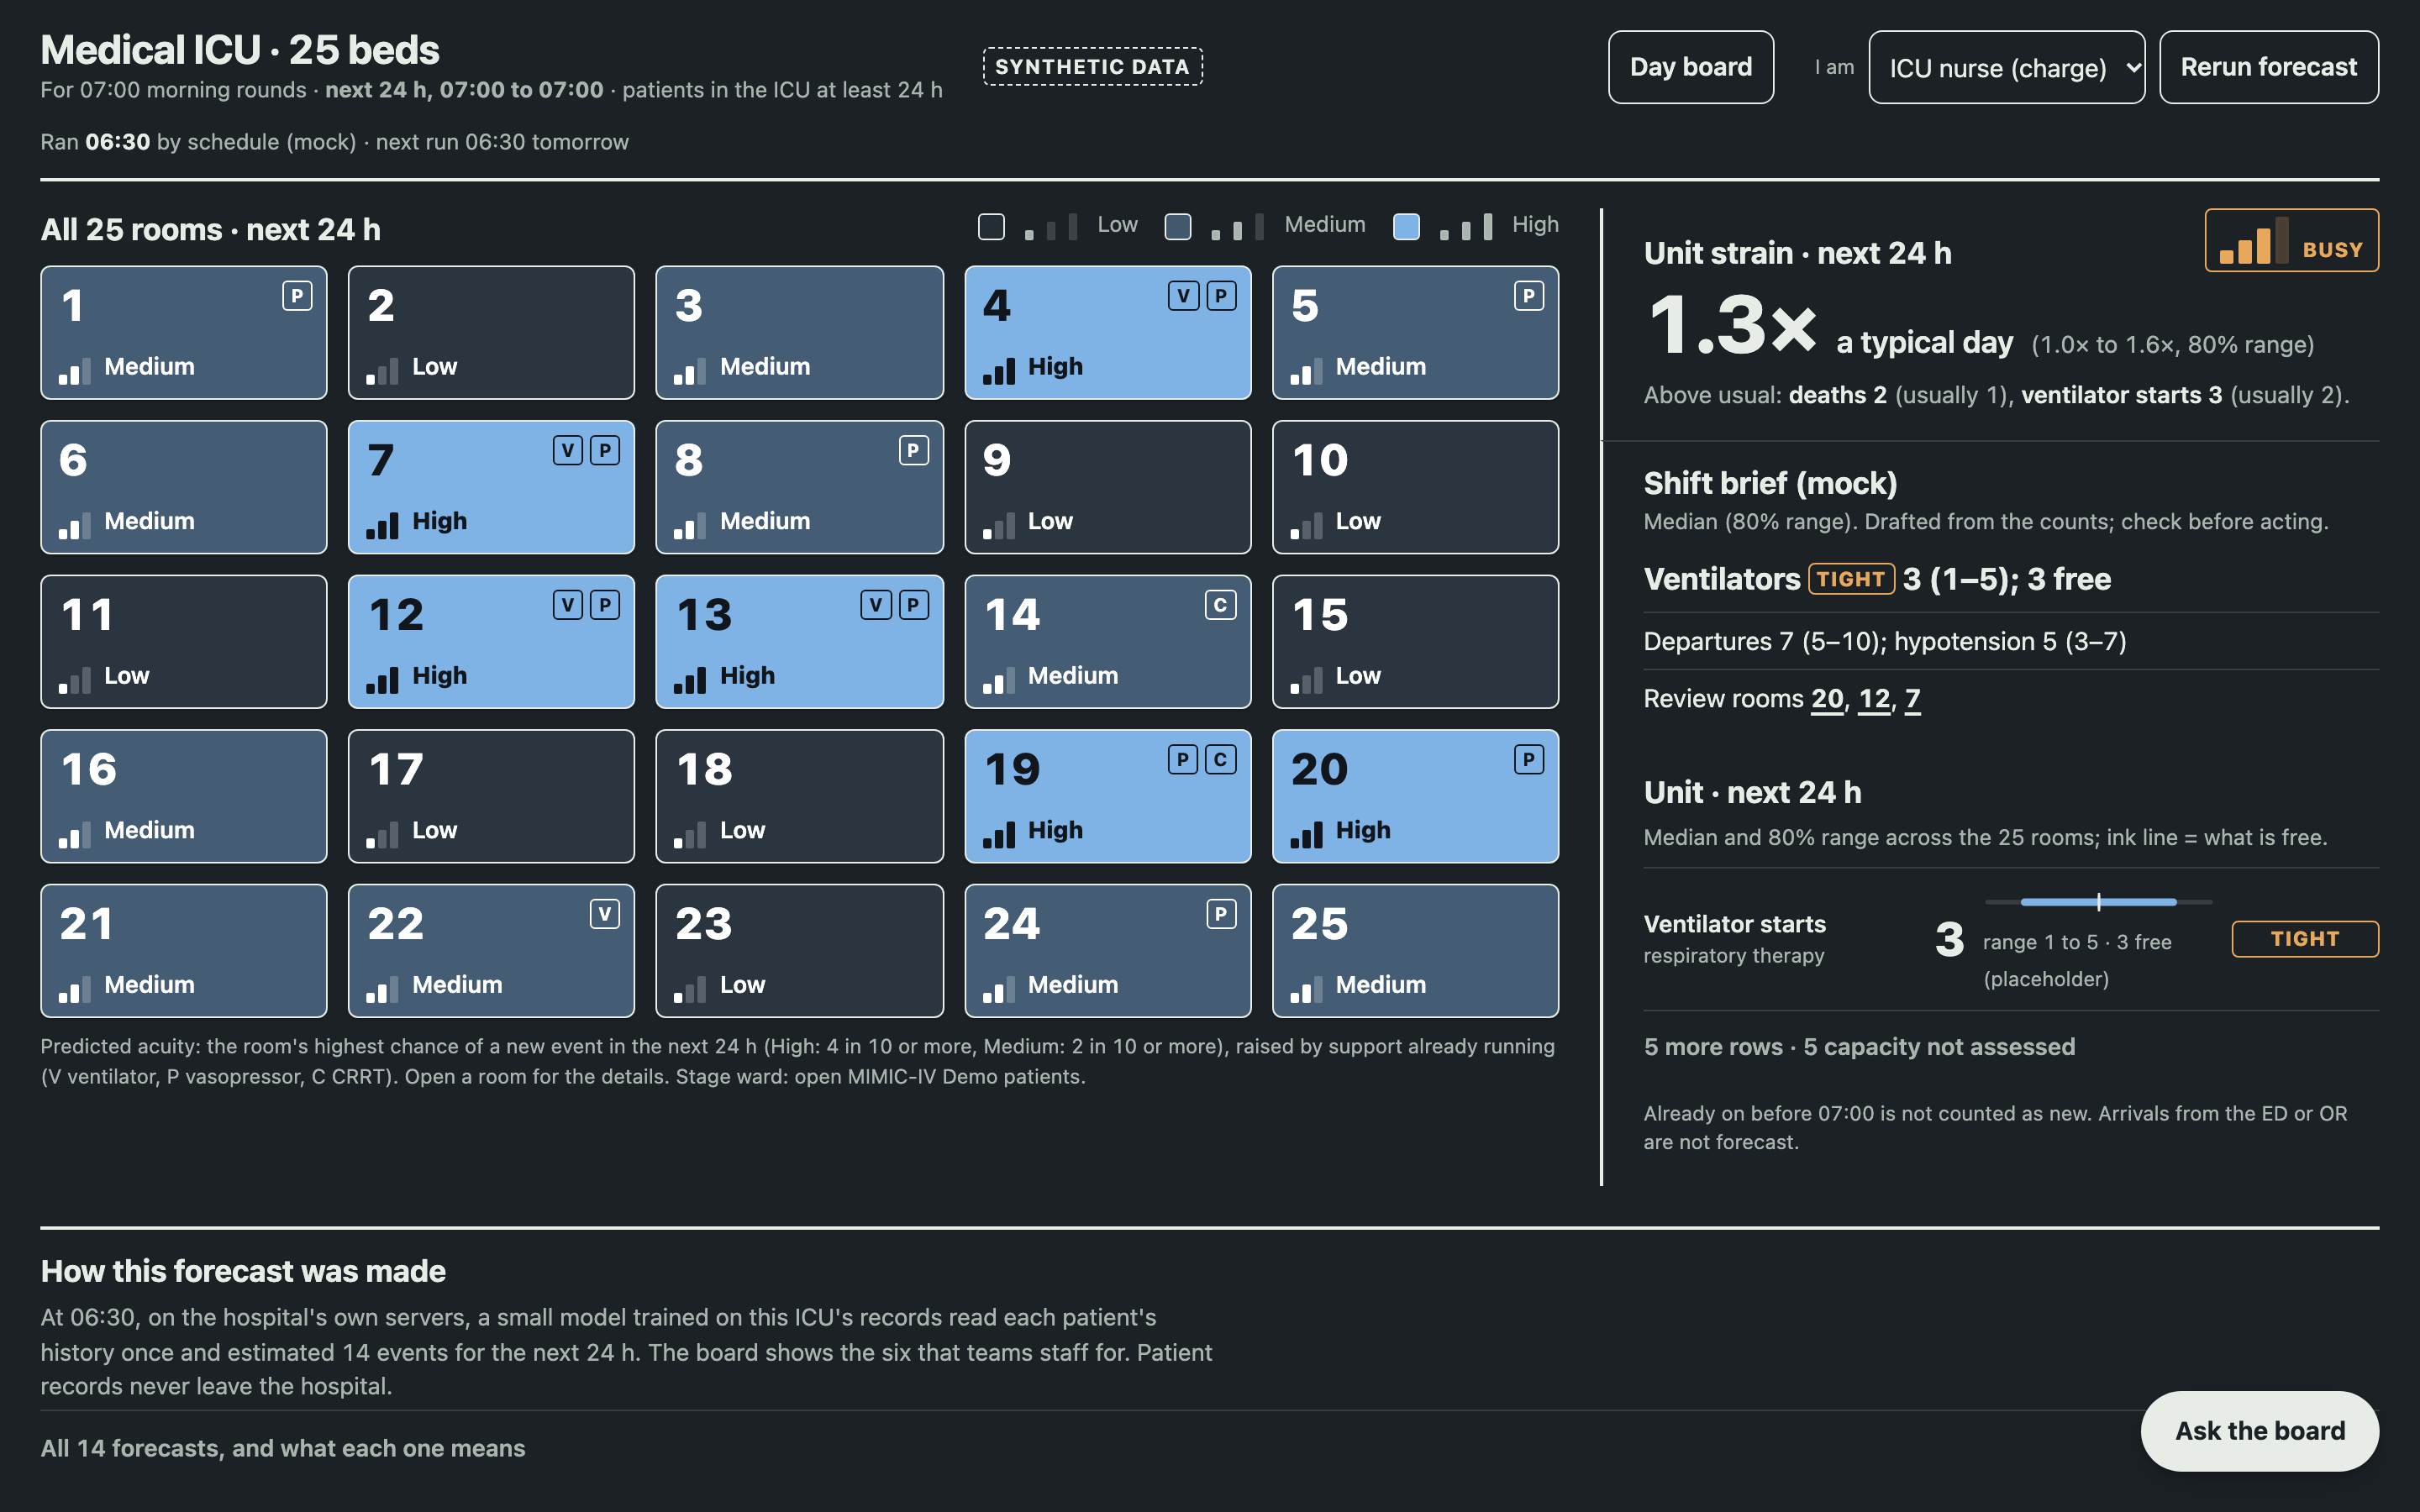 Medical ICU · 25 beds
For 07:00 morning rounds · next 24 h, 07:00 to 07:00 · patients in the ICU at least 24 h
SYNTHETIC DATA
Day board
I am
ICU nurse (charge)
Rerun forecast
Ran 06:30 by schedule (mock) · next run 06:30 tomorrow
All 25 rooms · next 24 h
Low
Medium
High
1 P
Medium
2
Low
3
Medium
4 V P
High
5 P
Medium
6
Medium
7 V P
High
8 P
Medium
9
Low
10
Low
11
Low
12 V P
High
13 V P
High
14 C
Medium
15
Low
16
Medium
17
Low
18
Low
19 P C
High
20 P
High
21
Medium
22 V
Medium
23
Low
24 P
Medium
25
Medium
Predicted acuity: the room's highest chance of a new event in the next 24 h (High: 4 in 10 or more, Medium: 2 in 10 or more), raised by support already running
(V ventilator, P vasopressor, C CRRT). Open a room for the details. Stage ward: open MIMIC-IV Demo patients.
Unit strain · next 24 h
BUSY
1.3× a typical day (1.0× to 1.6×, 80% range)
Above usual: deaths 2 (usually 1), ventilator starts 3 (usually 2).
Shift brief (mock)
Median (80% range). Drafted from the counts; check before acting.
Ventilators TIGHT 3 (1–5); 3 free
Departures 7 (5–10); hypotension 5 (3–7)
Review rooms 20, 12, 7
Unit · next 24 h
Median and 80% range across the 25 rooms; ink line = what is free.
Ventilator starts
respiratory therapy
3
range 1 to 5 · 3 free
(placeholder)
TIGHT
5 more rows · 5 capacity not assessed
Already on before 07:00 is not counted as new. Arrivals from the ED or OR
are not forecast.
How this forecast was made
At 06:30, on the hospital's own servers, a small model trained on this ICU's records read each patient's
history once and estimated 14 events for the next 24 h. The board shows the six that teams staff for. Patient
records never leave the hospital.
All 14 forecasts, and what each one means
Ask the board